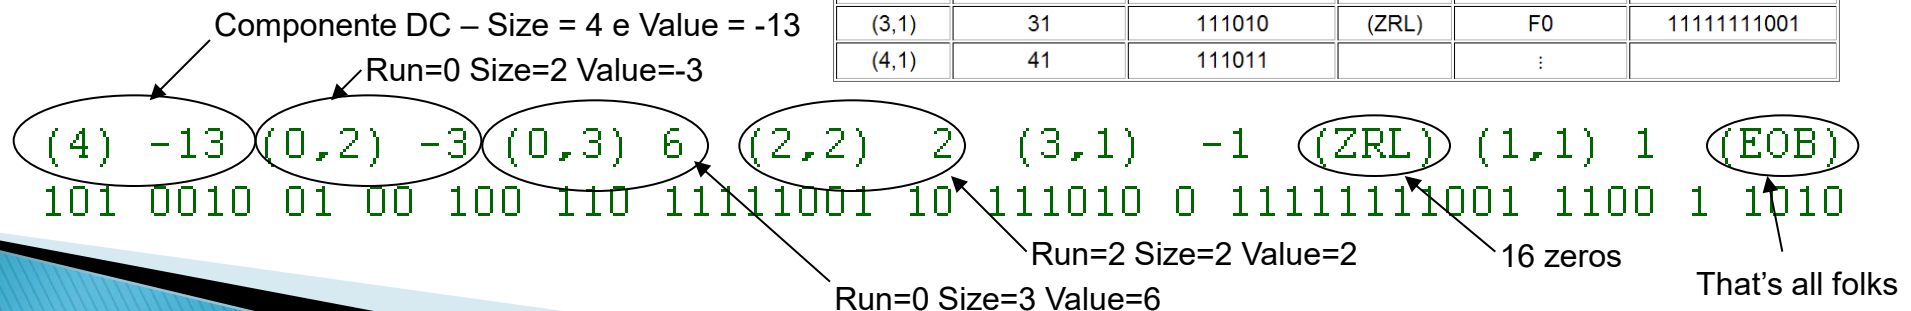 Componente DC – Size = 4 e Value = -13
(3,1) 31 111010 (ZRL) F0 11111111001
(4,1) 41 111011 ⋮
Run=0 Size=2 Value=-3
(4) -13 (0,2) -3 (0,3) 6 (2,2) 2 (3,1) -1 (ZRL) (1,1) 1 (EOB)
101 0010 01 00 100 110 11111001 10 111010 0 11111111001 1100 1 1010
Run=2 Size=2 Value=2
16 zeros
That's all folks
Run=0 Size=3 Value=6